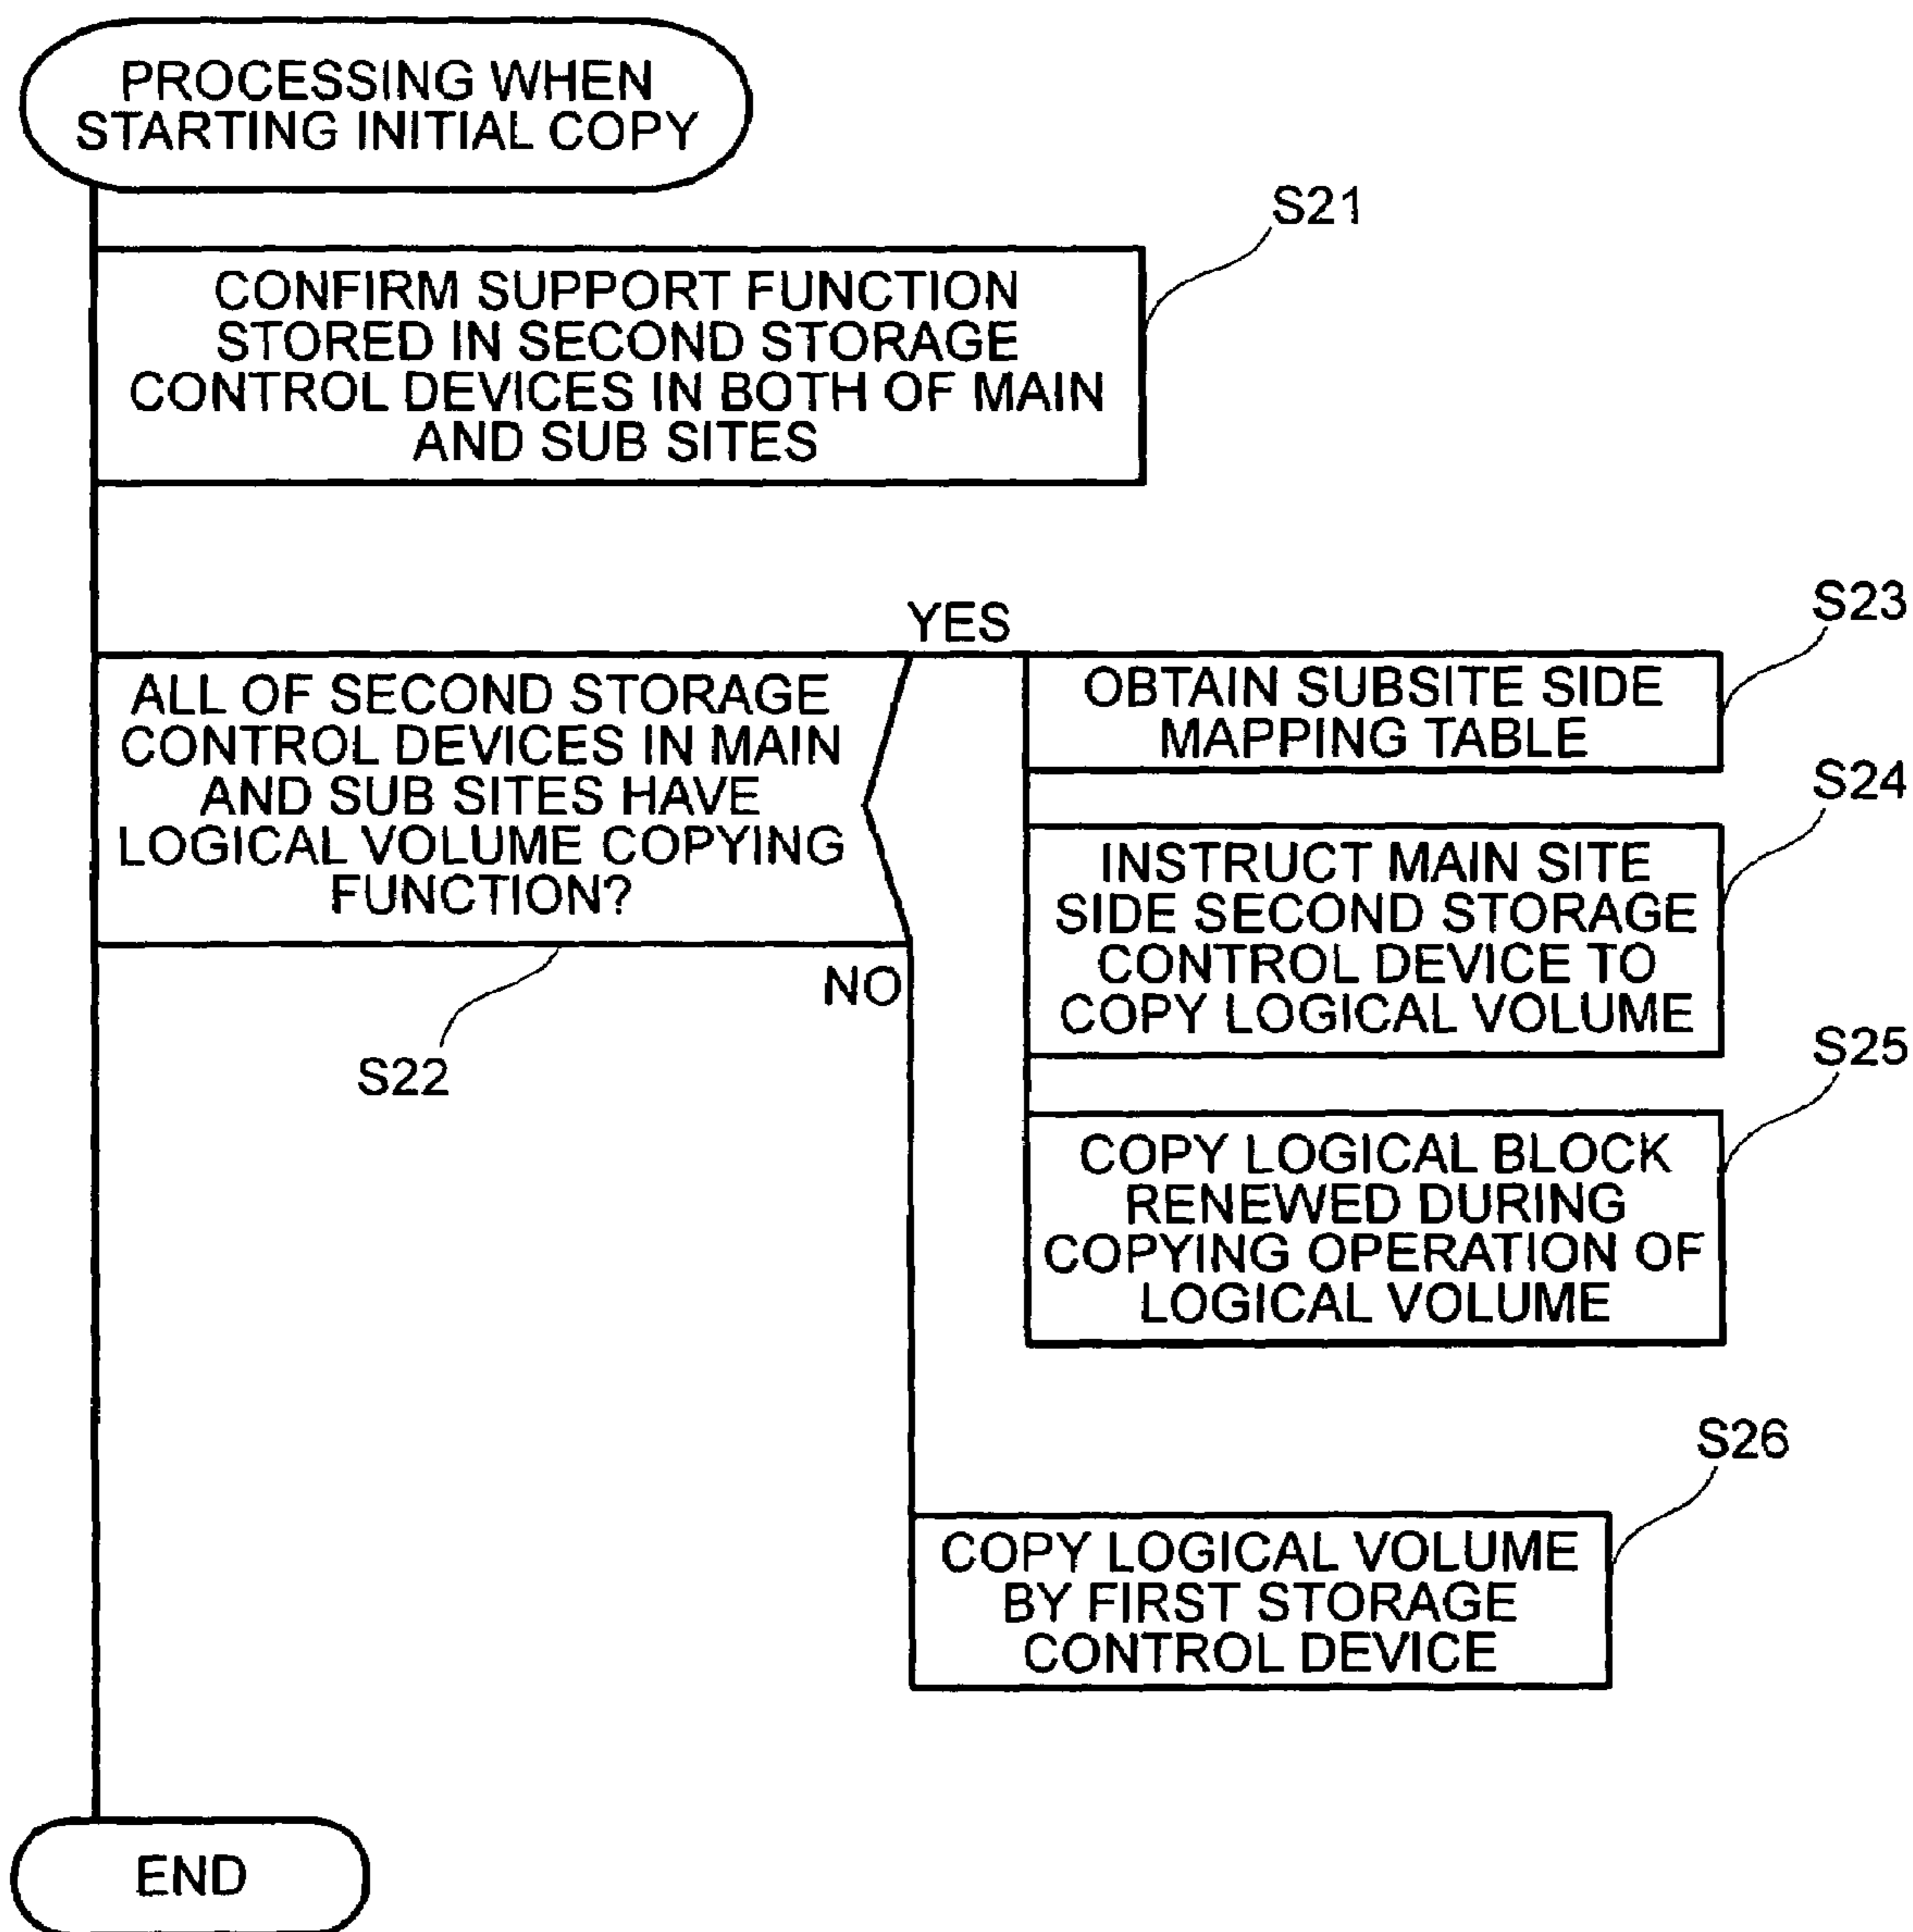 PROCESSING WHEN
STARTING INITIAL COPY
S21
CONFIRM SUPPORT FUNCTION
STORED IN SECOND STORAGE
CONTROL DEVICES IN BOTH OF MAIN
AND SUB SITES
YES
S23
ALL OF SECOND STORAGE
CONTROL DEVICES IN MAIN
AND SUB SITES HAVE
LOGICAL VOLUME COPYING
FUNCTION?
NO
S22
OBTAIN SUBSITE SIDE
MAPPING TABLE
S24
INSTRUCT MAIN SITE
SIDE SECOND STORAGE
CONTROL DEVICE TO
COPY LOGICAL VOLUME
S25
COPY LOGICAL BLOCK
RENEWED DURING
COPYING OPERATION OF
LOGICAL VOLUME
S26
COPY LOGICAL VOLUME
BY FIRST STORAGE
CONTROL DEVICE
END